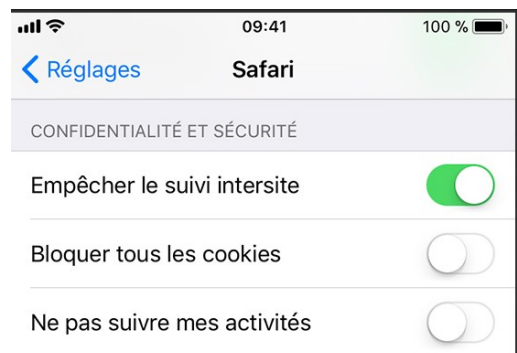 09:41 100 %
Réglages Safari
CONFIDENTIALITÉ ET SÉCURITÉ
Empêcher le suivi intersite
Bloquer tous les cookies
Ne pas suivre mes activités